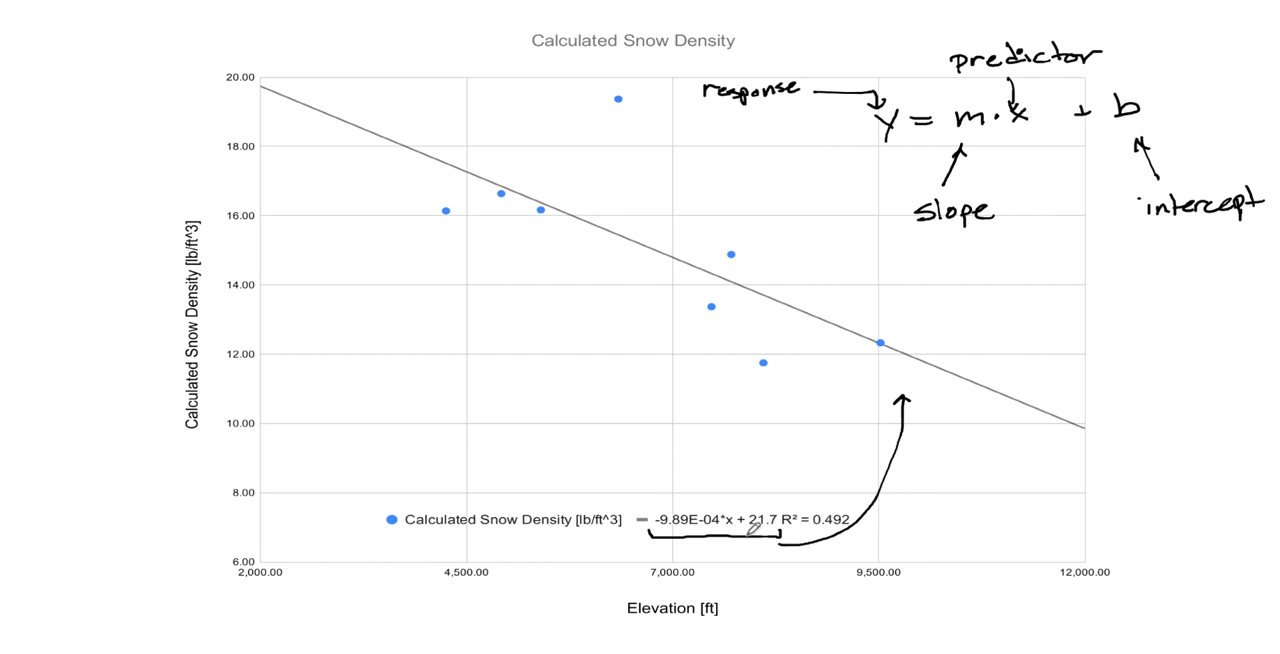 Calculated Snow Density
predictor
response
y = m · x + b
slope
intercept
20.00
18.00
16.00
14.00
12.00
10.00
8.00
6.00
Calculated Snow Density [lb/ft^3]
Calculated Snow Density [lb/ft^3] -9.89E-04*x + 21.7 R² = 0.492
2,000.00 4,500.00 7,000.00 9,500.00 12,000.00
Elevation [ft]